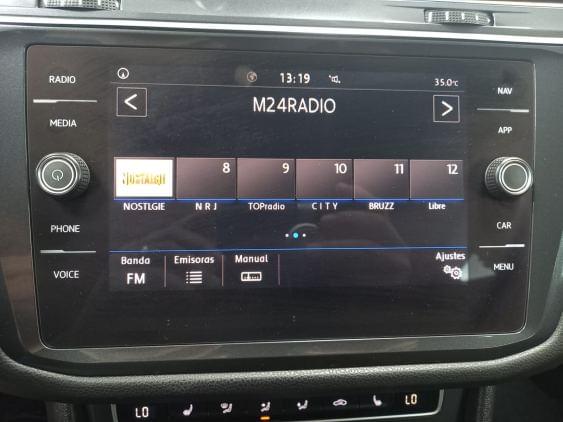 RADIO
MEDIA
PHONE
VOICE
13:19
35.0°C
M24RADIO
NOSTALGIE
8
9
10
11
12
NOSTLGIE
N R J
TOPradio
C I T Y
BRUZZ
Libre
Banda
FM
Emisoras
Manual
Ajustes
NAV
APP
CAR
MENU
LO
LO